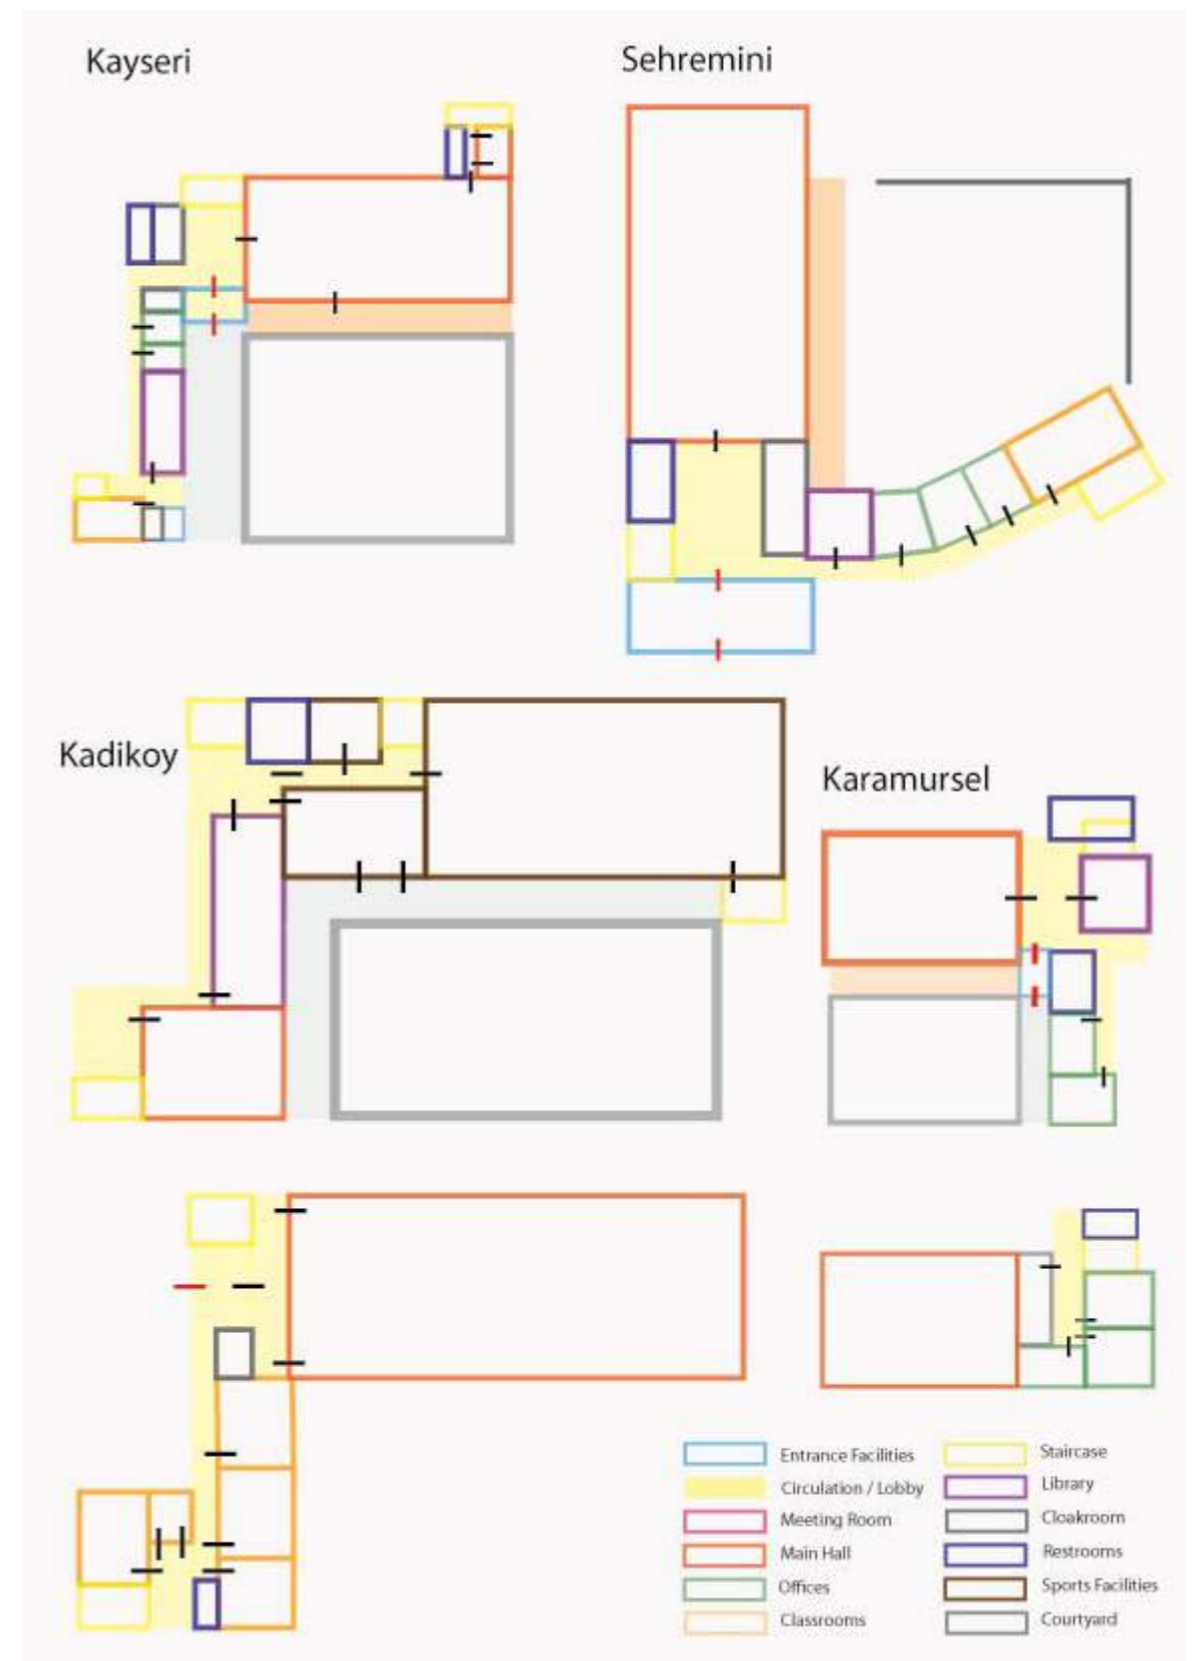 Kayseri
Sehremini
Kadikoy
Karamursel
Entrance Facilities
Circulation / Lobby
Meeting Room
Main Hall
Offices
Classrooms
Staircase
Library
Cloakroom
Restrooms
Sports Facilities
Courtyard